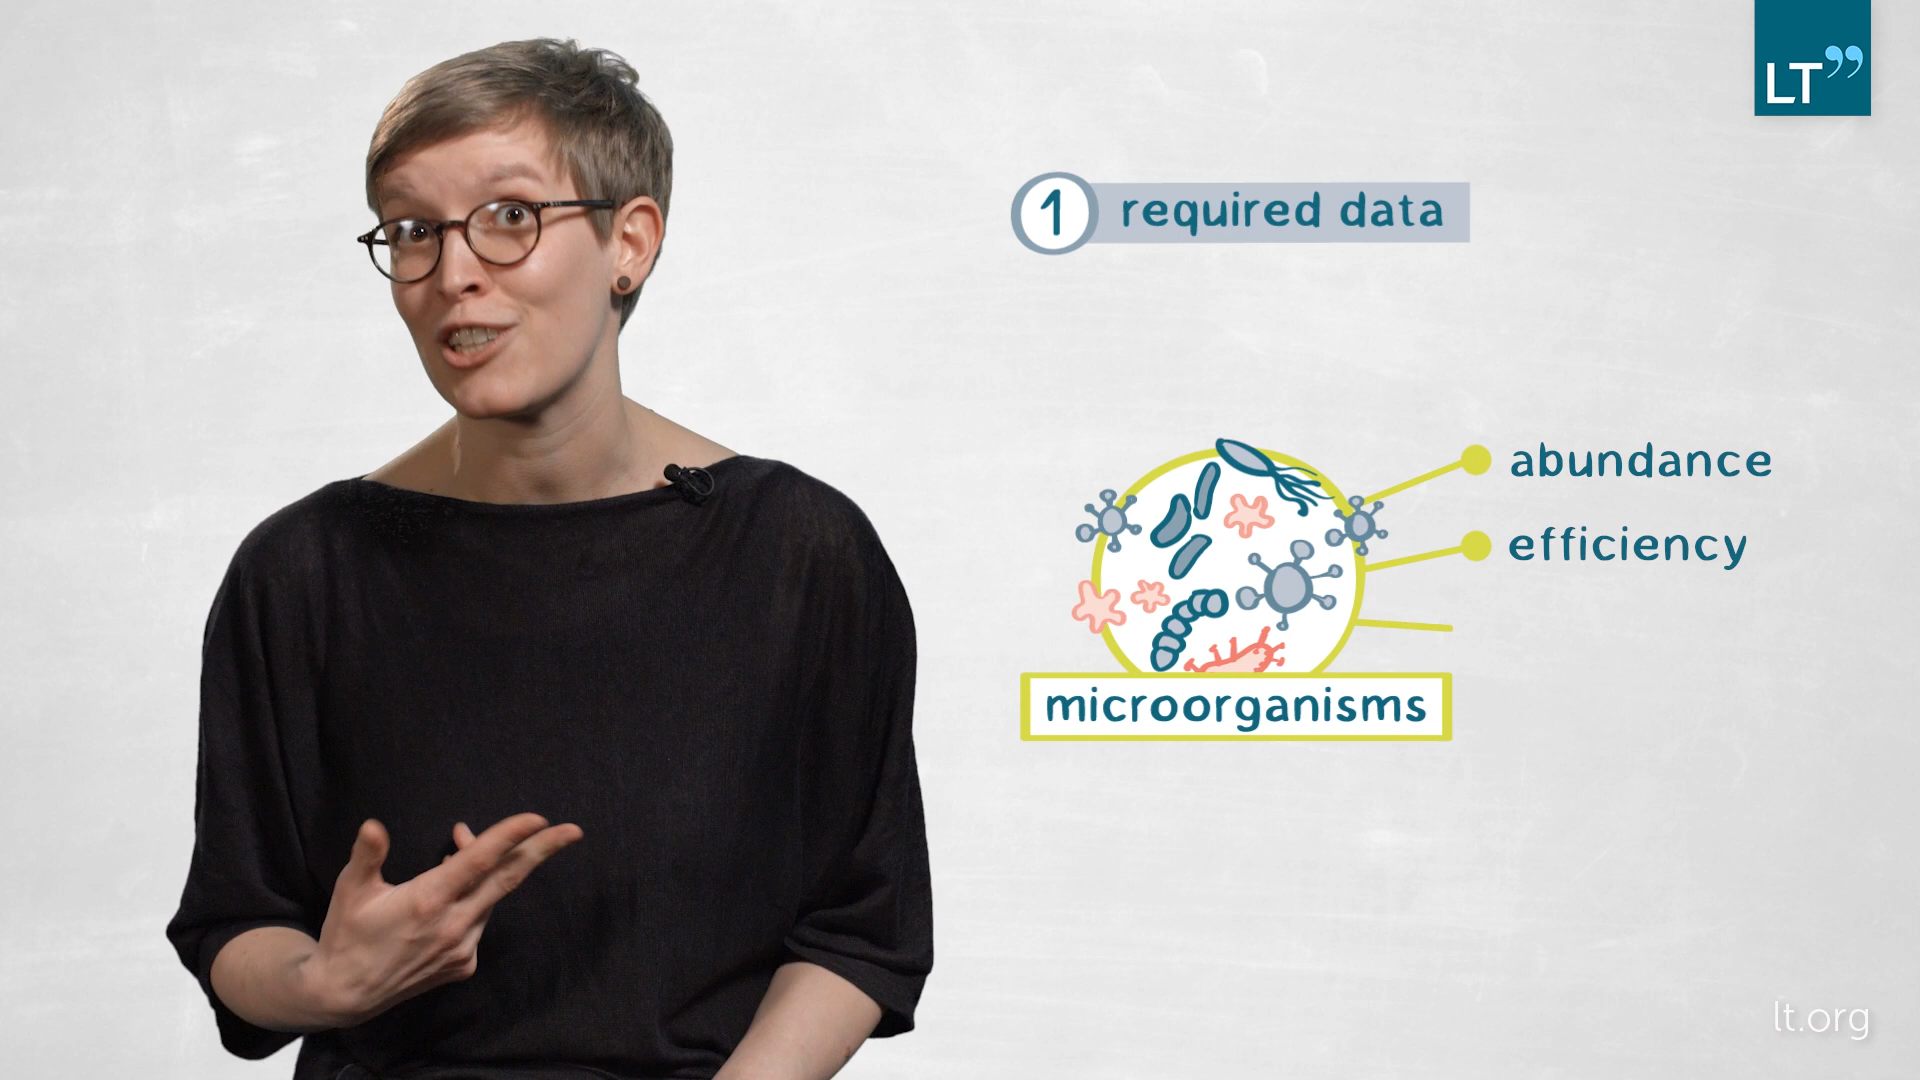 LT”
1 required data
abundance
efficiency
microorganisms
lt.org